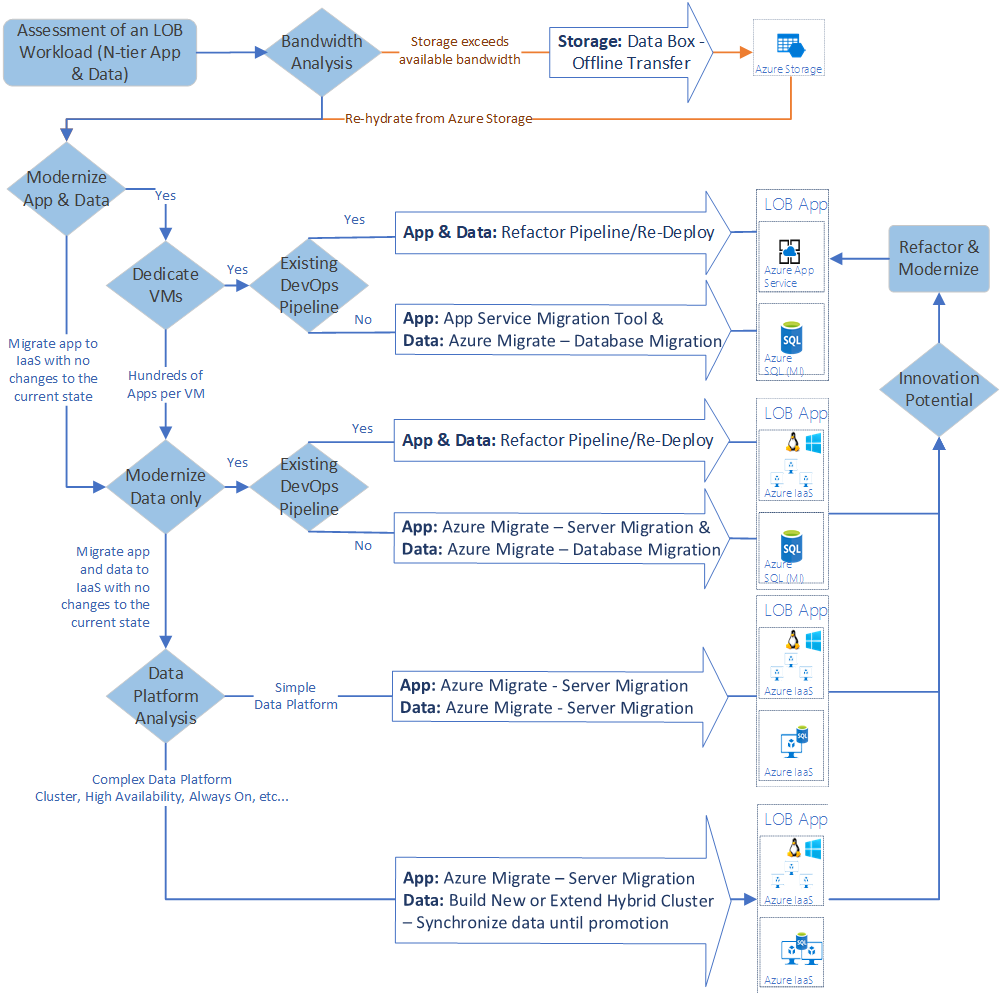 Assessment of an LOB
Workload (N-tier App
& Data)
Bandwidth
Analysis
Storage exceeds
available bandwidth
Storage: Data Box -
Offline Transfer
Azure Storage
Re-hydrate from Azure Storage
Modernize
App & Data
Yes
Dedicate
VMs
Yes
Existing
DevOps
Pipeline
Yes
App & Data: Refactor Pipeline/Re-Deploy
No
App: App Service Migration Tool &
Data: Azure Migrate – Database Migration
LOB App
Azure App
Service
Azure
SQL (MI)
Refactor &
Modernize
Innovation
Potential
Migrate app to
IaaS with no
changes to the
current state
Hundreds of
Apps per VM
Modernize
Data only
Yes
Existing
DevOps
Pipeline
Yes
App & Data: Refactor Pipeline/Re-Deploy
No
App: Azure Migrate – Server Migration &
Data: Azure Migrate – Database Migration
LOB App
Azure IaaS
SQL
Azure
SQL (MI)
Migrate app
and data to
IaaS with no
changes to the
current state
Data
Platform
Analysis
Simple
Data Platform
App: Azure Migrate - Server Migration
Data: Azure Migrate - Server Migration
LOB App
Azure IaaS
SQL
Azure IaaS
Complex Data Platform
Cluster, High Availability, Always On, etc...
App: Azure Migrate – Server Migration
Data: Build New or Extend Hybrid Cluster
– Synchronize data until promotion
LOB App
Azure IaaS
SQL
Azure IaaS
SQL